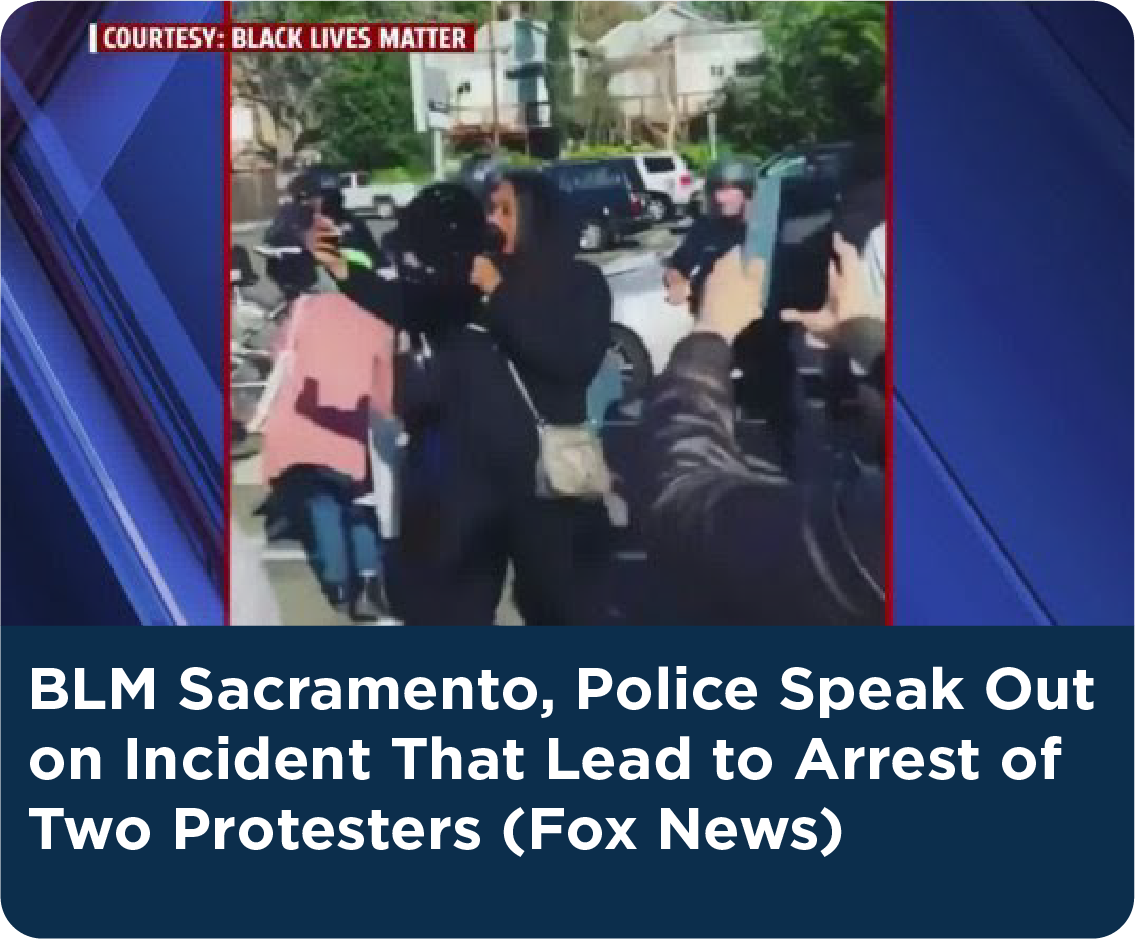 COURTESY: BLACK LIVES MATTER
BLM Sacramento, Police Speak Out
on Incident That Lead to Arrest of
Two Protesters (Fox News)